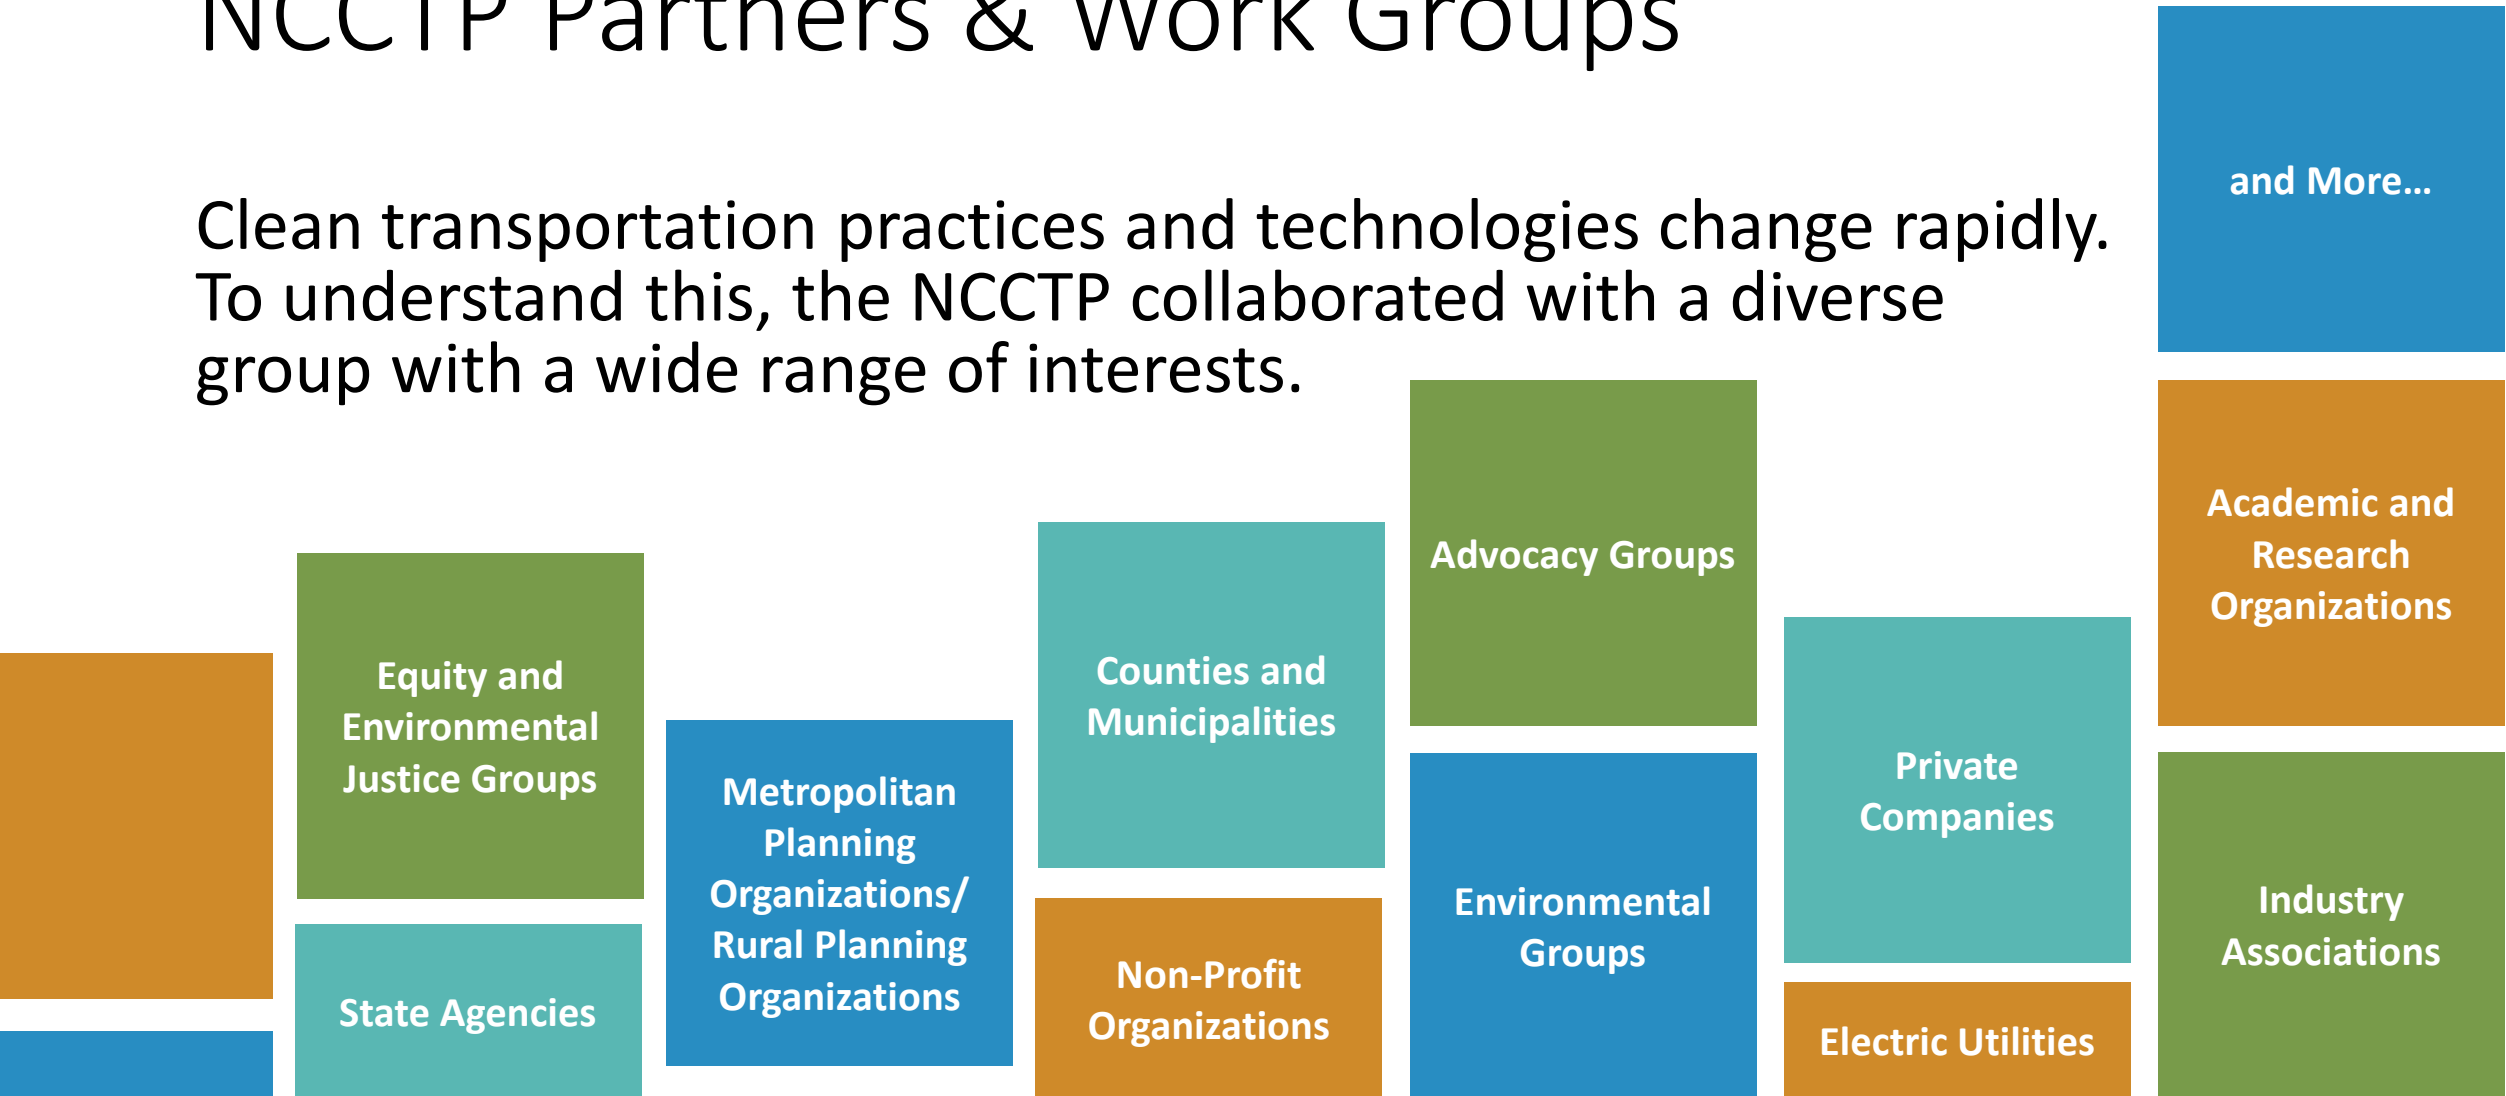 NCCTP Partners & Work Groups
Clean transportation practices and technologies change rapidly.
To understand this, the NCCTP collaborated with a diverse
group with a wide range of interests.
Equity and
Environmental
Justice Groups
State Agencies
Metropolitan
Planning
Organizations/
Rural Planning
Organizations
Counties and
Municipalities
Non-Profit
Organizations
Advocacy Groups
Environmental
Groups
Private
Companies
Electric Utilities
and More...
Academic and
Research
Organizations
Industry
Associations